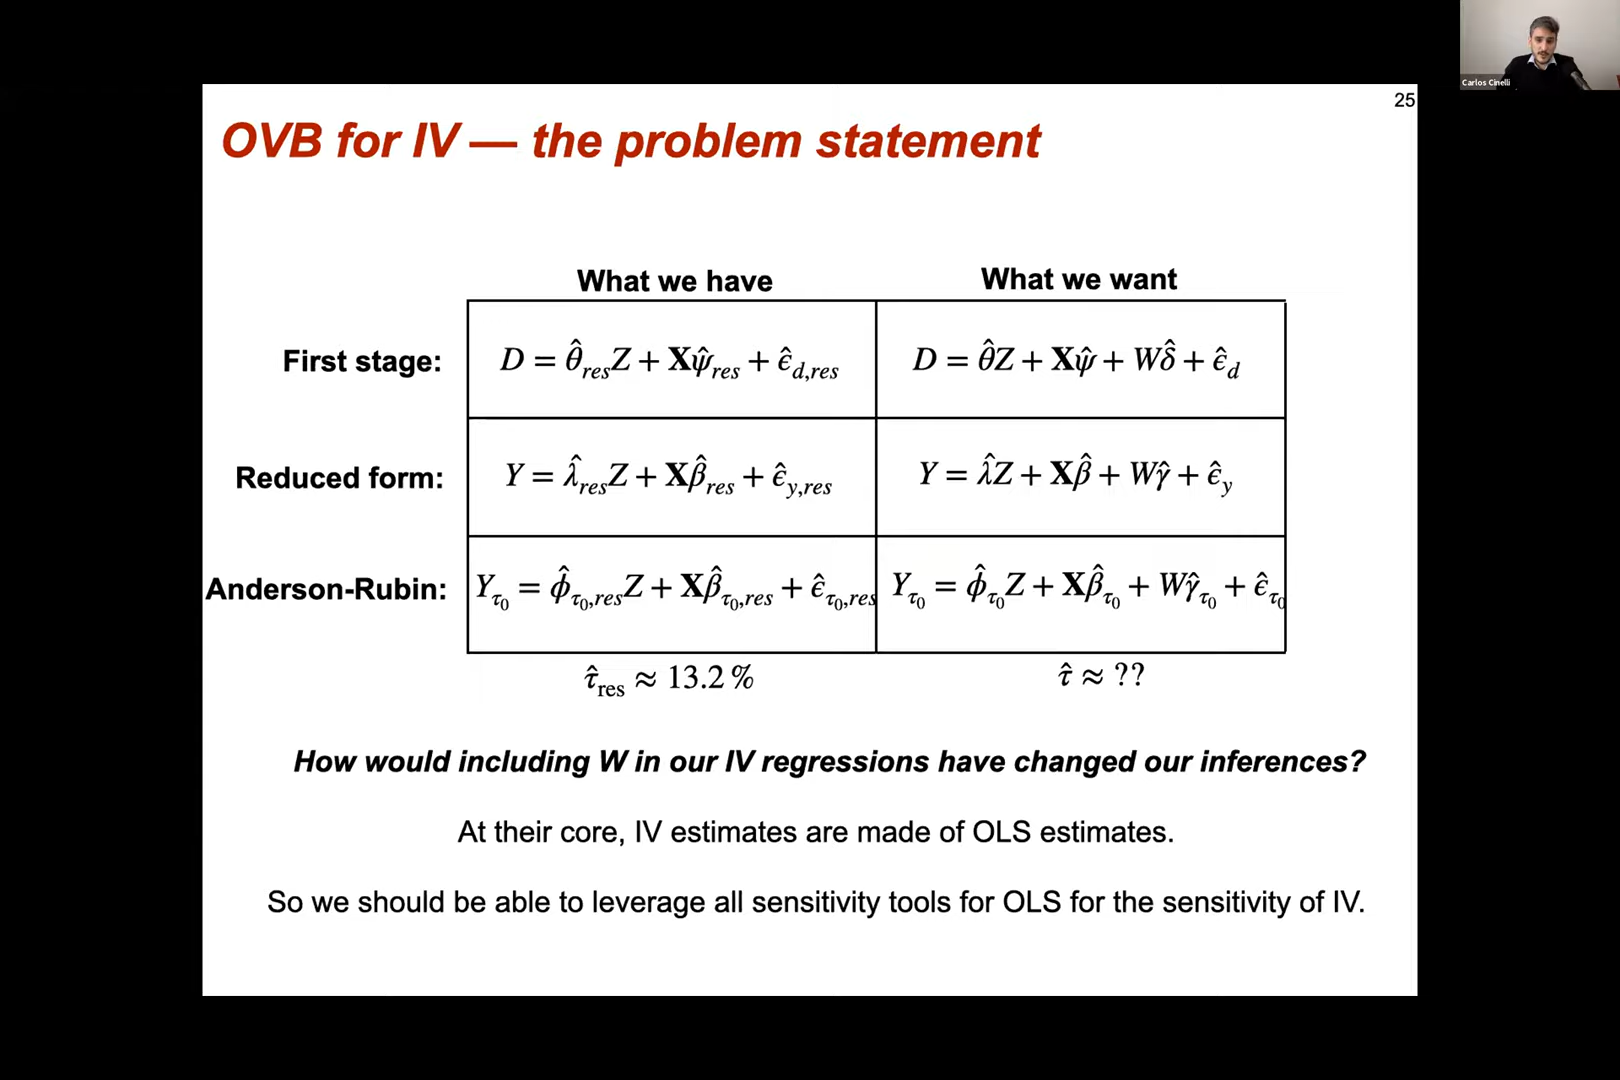 Carlos Cinelli
25
OVB for IV — the problem statement
What we have
What we want
First stage:
D = θ̂_res Z + Xψ̂_res + ϵ̂_d,res
D = θ̂Z + Xψ̂ + Wδ̂ + ϵ̂_d
Reduced form:
Y = λ̂_res Z + Xβ̂_res + ϵ̂_y,res
Y = λ̂Z + Xβ̂ + Wγ̂ + ϵ̂_y
Anderson-Rubin:
Y_τ₀ = ϕ̂_τ₀,res Z + Xβ̂_τ₀,res + ϵ̂_τ₀,res
Y_τ₀ = ϕ̂_τ₀ Z + Xβ̂_τ₀ + Wγ̂_τ₀ + ϵ̂_τ₀
τ̂_res ≈ 13.2 %
τ̂ ≈ ??
How would including W in our IV regressions have changed our inferences?
At their core, IV estimates are made of OLS estimates.
So we should be able to leverage all sensitivity tools for OLS for the sensitivity of IV.